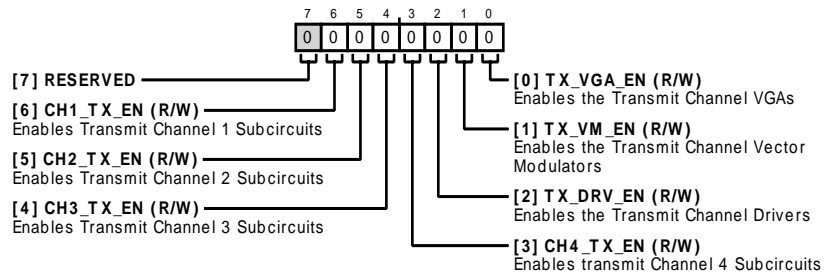 7 6 5 4 3 2 1 0
0 0 0 0 0 0 0 0
[7] RESERVED
[6] CH1_TX_EN (R/W)
Enables Transmit Channel 1 Subcircuits
[5] CH2_TX_EN (R/W)
Enables Transmit Channel 2 Subcircuits
[4] CH3_TX_EN (R/W)
Enables Transmit Channel 3 Subcircuits
[0] TX_VGA_EN (R/W)
Enables the Transmit Channel VGAs
[1] TX_VM_EN (R/W)
Enables the Transmit Channel Vector
Modulators
[2] TX_DRV_EN (R/W)
Enables the Transmit Channel Drivers
[3] CH4_TX_EN (R/W)
Enables transmit Channel 4 Subcircuits